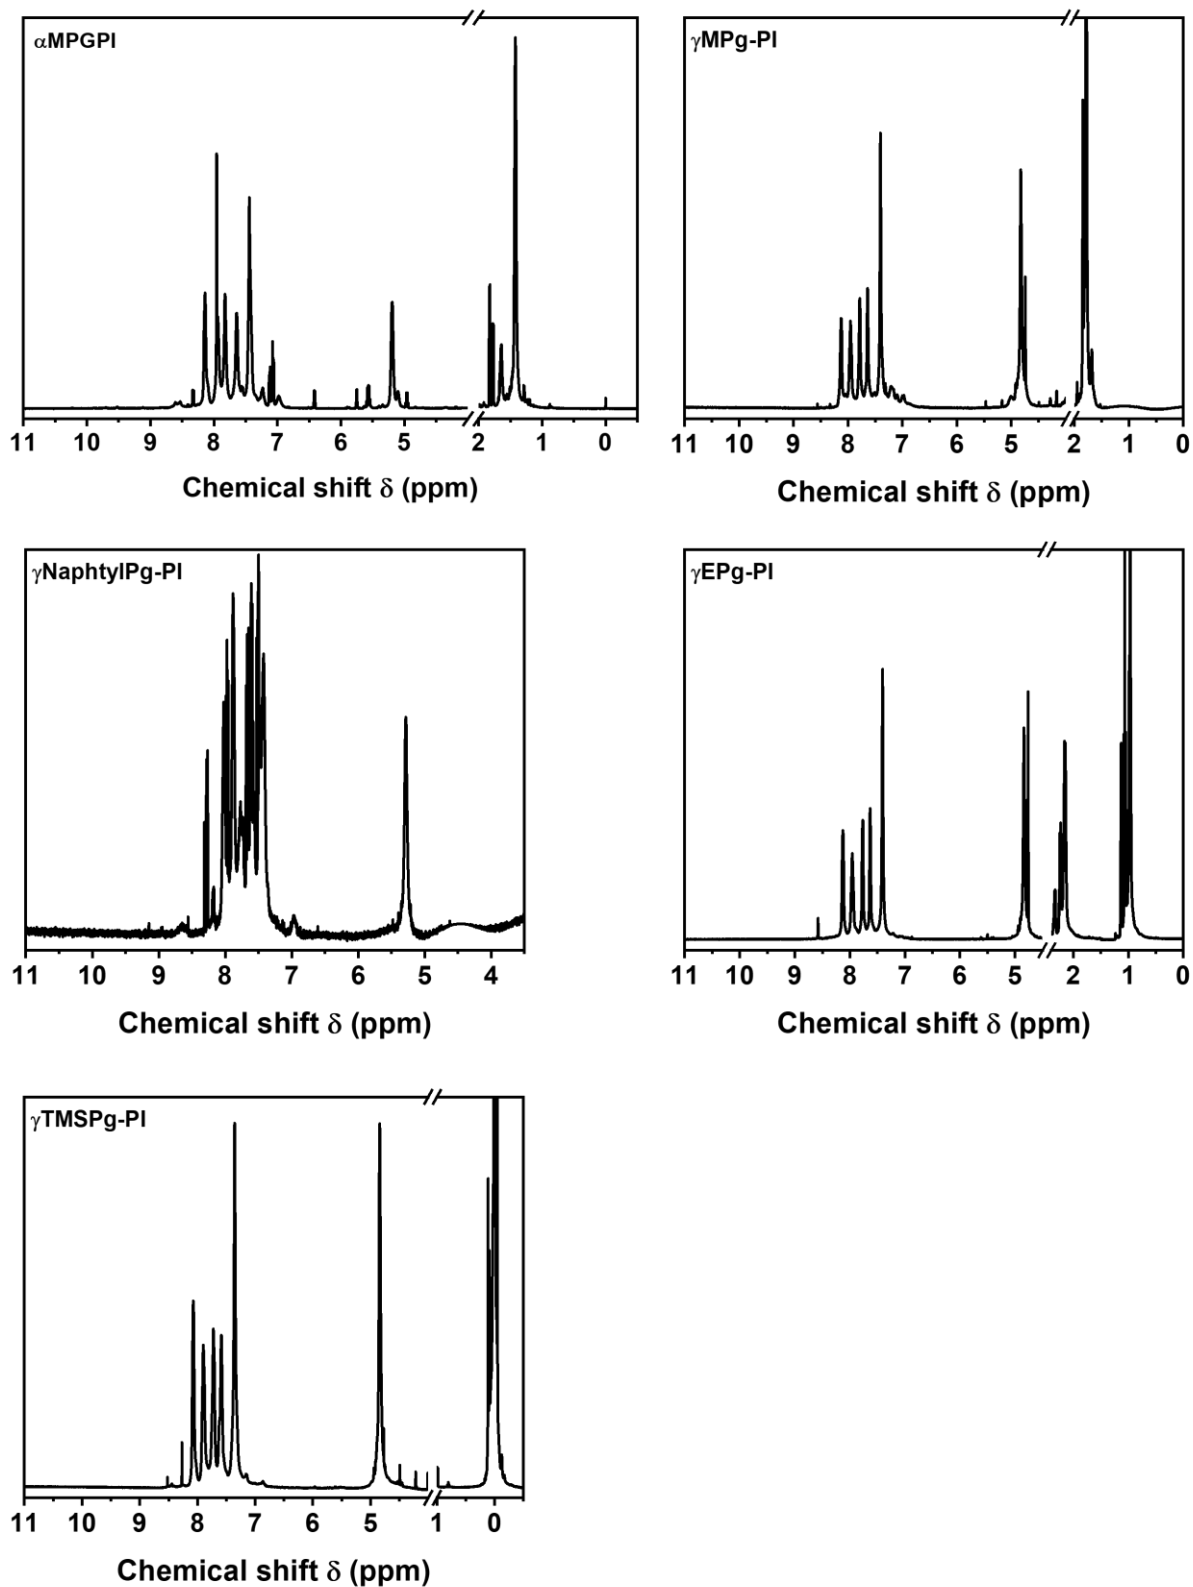 αMPGPI
11 10 9 8 7 6 5 2 1 0
Chemical shift δ (ppm)
γMPg-PI
11 10 9 8 7 6 5 2 1 0
Chemical shift δ (ppm)
γNaphtylPg-PI
11 10 9 8 7 6 5 4
Chemical shift δ (ppm)
γEPg-PI
11 10 9 8 7 6 5 2 1 0
Chemical shift δ (ppm)
γTMSPg-PI
11 10 9 8 7 6 5 1 0
Chemical shift δ (ppm)